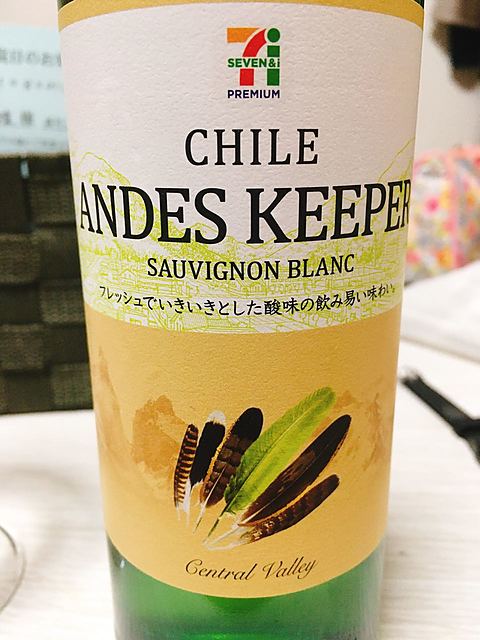 SEVEN&i
PREMIUM
CHILE
ANDES KEEPER
SAUVIGNON BLANC
フレッシュでいきいきとした酸味の飲み易い味わい。
Central Valley